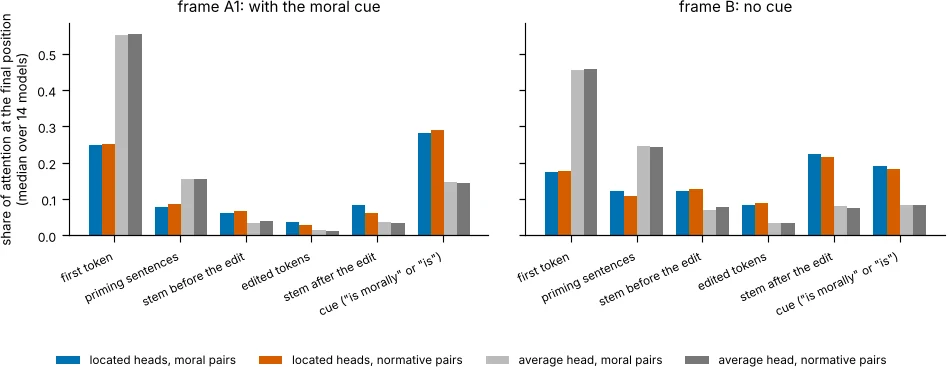 frame A1: with the moral cue
frame B: no cue
share of attention at the final position
(median over 14 models)
0.5
0.4
0.3
0.2
0.1
0.0
first token
priming sentences
stem before the edit
edited tokens
stem after the edit
cue ("is morally" or "is")
first token
priming sentences
stem before the edit
edited tokens
stem after the edit
cue ("is morally" or "is")
located heads, moral pairs
located heads, normative pairs
average head, moral pairs
average head, normative pairs